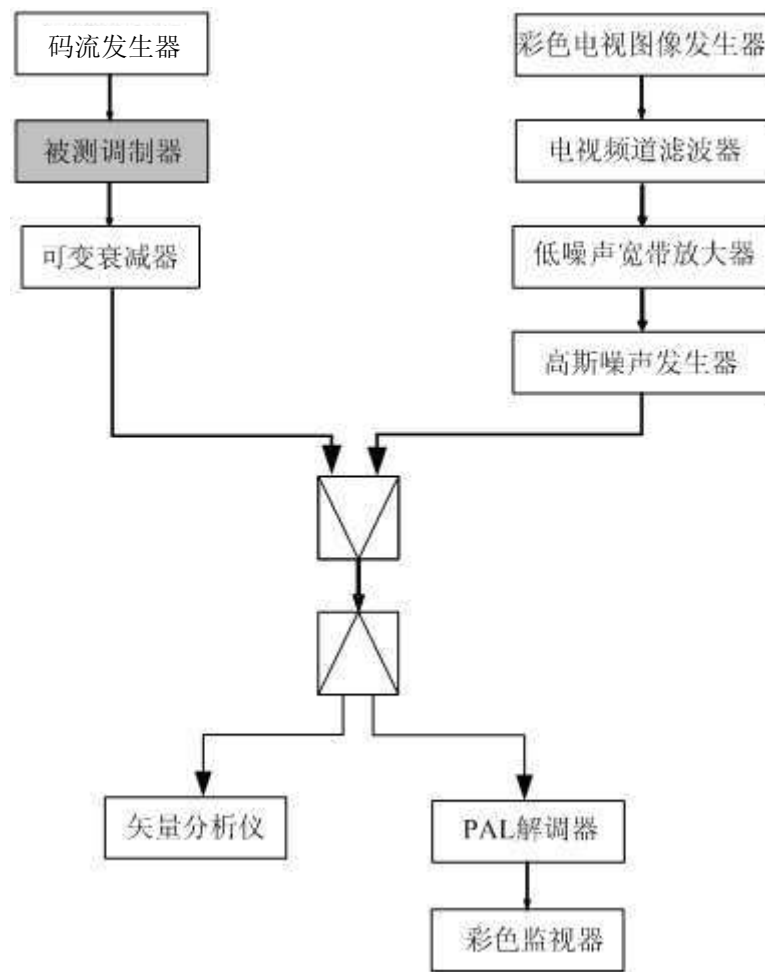 码流发生器
彩色电视图像发生器
被测调制器
电视频道滤波器
可变衰减器
低噪声宽带放大器
高斯噪声发生器
矢量分析仪
PAL解调器
彩色监视器